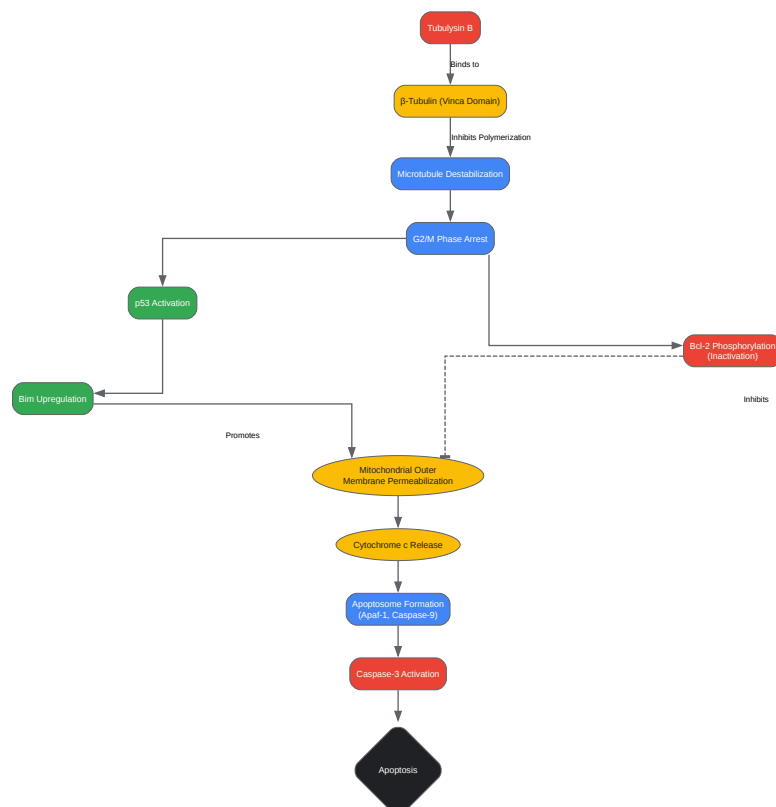 Tubulysin B
Binds to
β-Tubulin (Vinca Domain)
Inhibits Polymerization
Microtubule Destabilization
G2/M Phase Arrest
p53 Activation
Bcl-2 Phosphorylation
(Inactivation)
Bim Upregulation
Inhibits
Promotes
Mitochondrial Outer
Membrane Permeabilization
Cytochrome c Release
Apoptosome Formation
(Apaf-1, Caspase-9)
Caspase-3 Activation
Apoptosis